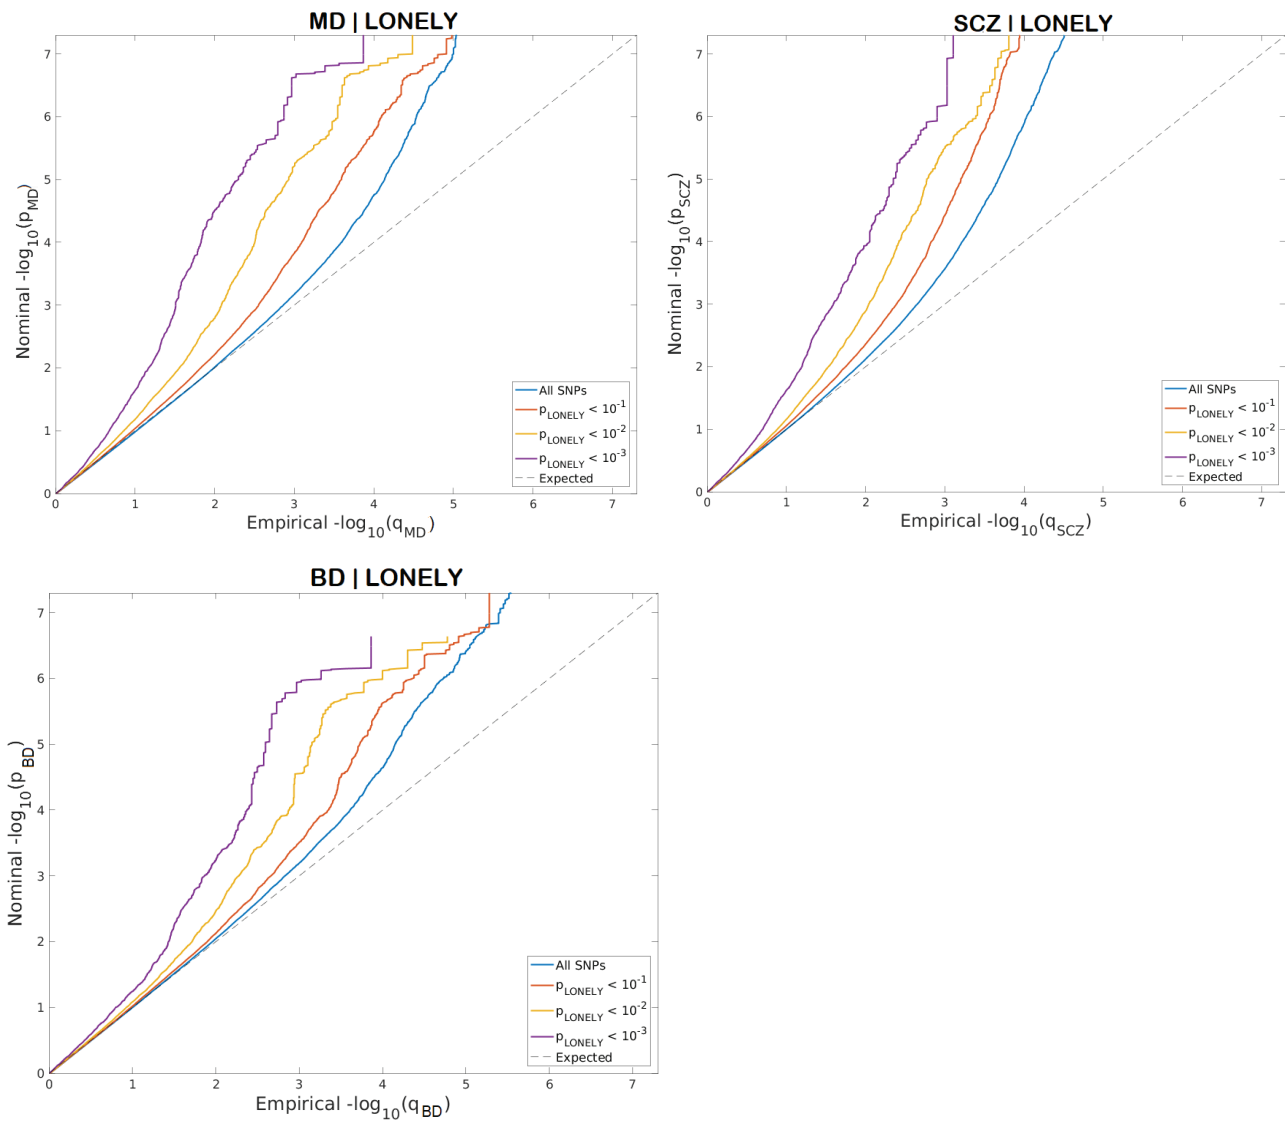 MD | LONELY
7
6
5
4
3
2
1
0
Nominal -log10(pMD)
0 1 2 3 4 5 6 7
Empirical -log10(qMD)
All SNPs
pLONELY < 10-1
pLONELY < 10-2
pLONELY < 10-3
Expected
SCZ | LONELY
7
6
5
4
3
2
1
0
Nominal -log10(pSCZ)
0 1 2 3 4 5 6 7
Empirical -log10(qSCZ)
All SNPs
pLONELY < 10-1
pLONELY < 10-2
pLONELY < 10-3
Expected
BD | LONELY
7
6
5
4
3
2
1
0
Nominal -log10(pBD)
0 1 2 3 4 5 6 7
Empirical -log10(qBD)
All SNPs
pLONELY < 10-1
pLONELY < 10-2
pLONELY < 10-3
Expected